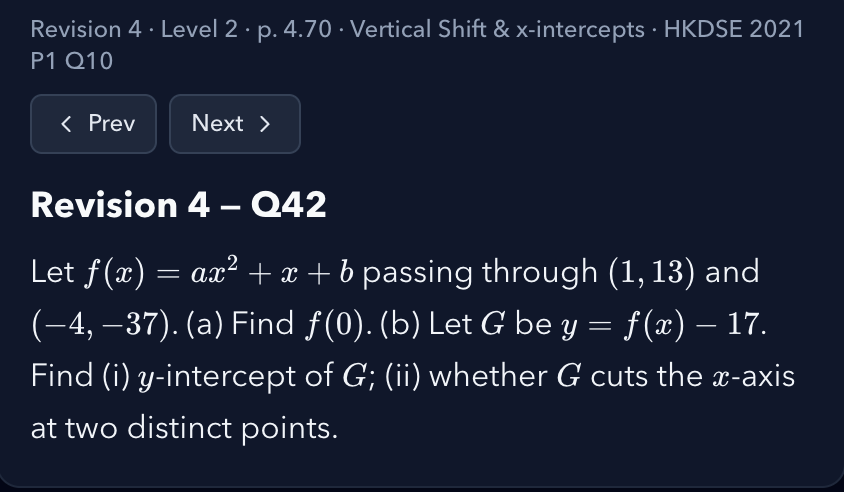 Revision 4 · Level 2 · p. 4.70 · Vertical Shift & x-intercepts · HKDSE 2021
P1 Q10
‹ Prev Next ›
Revision 4 – Q42
Let f(x) = ax² + x + b passing through (1, 13) and
(−4, −37). (a) Find f(0). (b) Let G be y = f(x) − 17.
Find (i) y-intercept of G; (ii) whether G cuts the x-axis
at two distinct points.